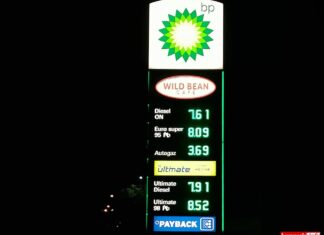 bp
WILD BEAN
CAFE
Diesel
ON 7.61
Euro super
95 Pb 8.09
Autogaz 3.69
ultimate
Ultimate
Diesel 7.91
Ultimate
98 Pb 8.52
PAYBACK